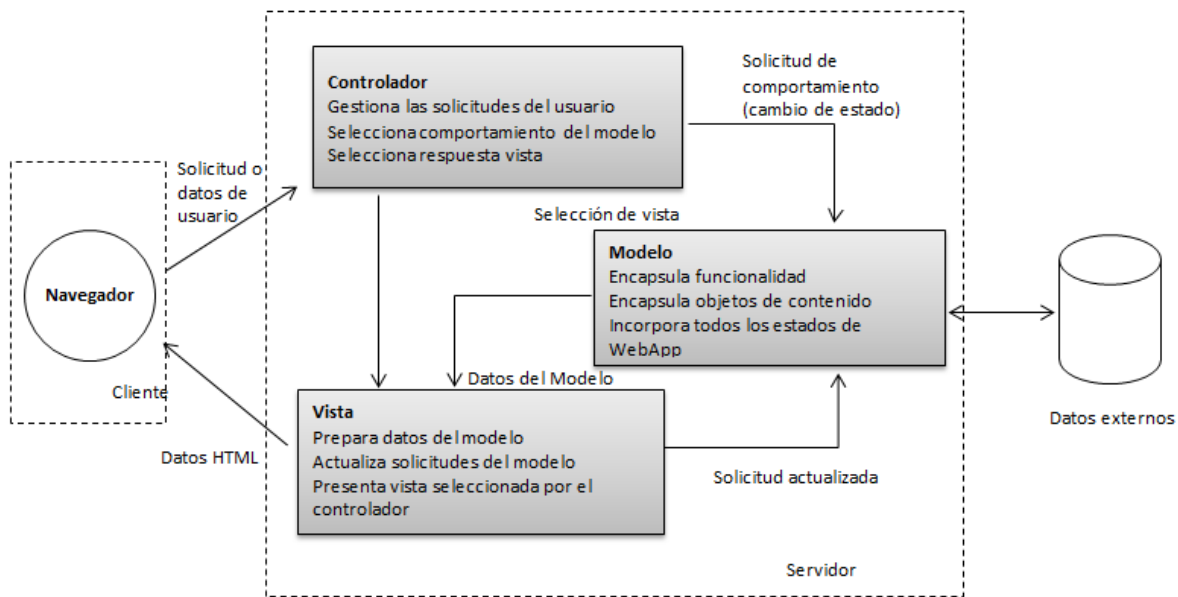 Controlador
Gestiona las solicitudes del usuario
Selecciona comportamiento del modelo
Selecciona respuesta vista
Solicitud de
comportamiento
(cambio de estado)
Solicitud o
datos de
usuario
Selección de vista
Navegador
Cliente
Modelo
Encapsula funcionalidad
Encapsula objetos de contenido
Incorpora todos los estados de
WebApp
Datos del Modelo
Datos externos
Vista
Prepara datos del modelo
Actualiza solicitudes del modelo
Presenta vista seleccionada por el
controlador
Datos HTML
Solicitud actualizada
Servidor